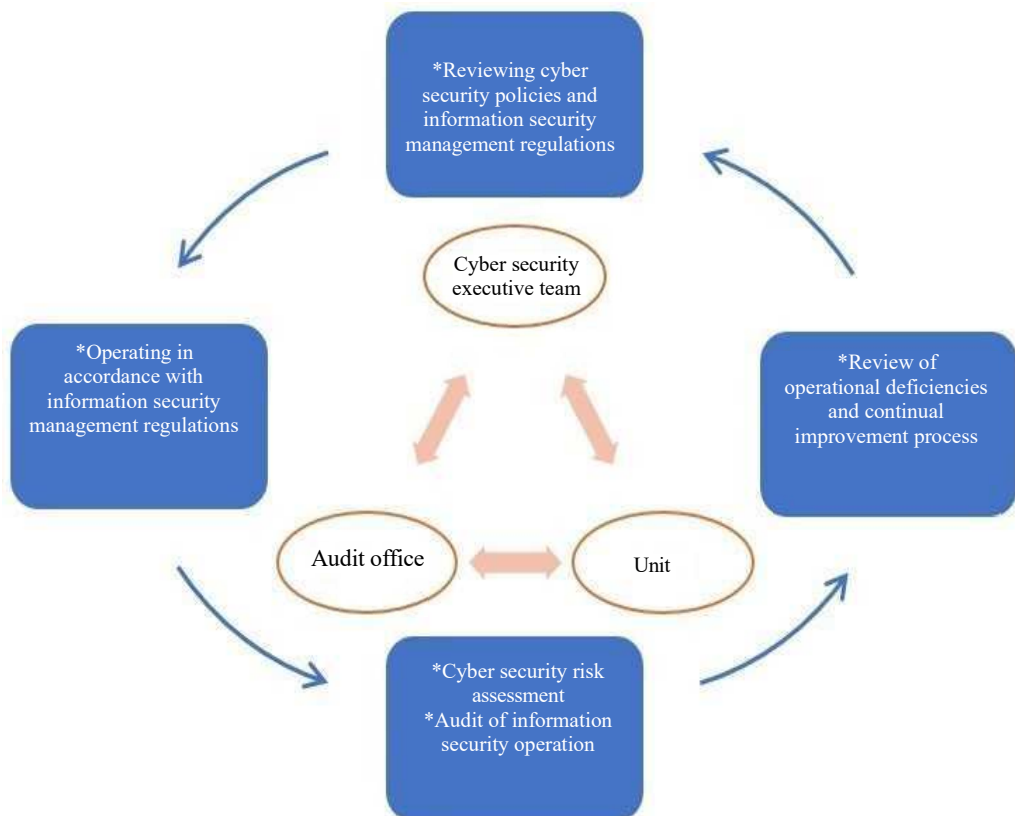 *Reviewing cyber
security policies and
information security
management regulations
Cyber security
executive team
*Operating in
accordance with
information security
management regulations
*Review of
operational deficiencies
and continual
improvement process
Audit office
Unit
*Cyber security risk
assessment
*Audit of information
security operation